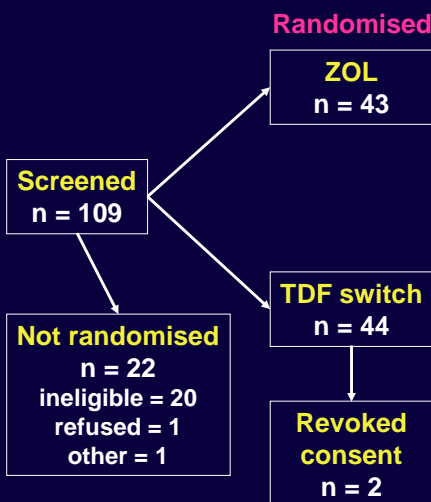 Randomised
ZOL
n = 43
Screened
n = 109
TDF switch
n = 44
Not randomised
n = 22
ineligible = 20
refused = 1
other = 1
Revoked
consent
n = 2